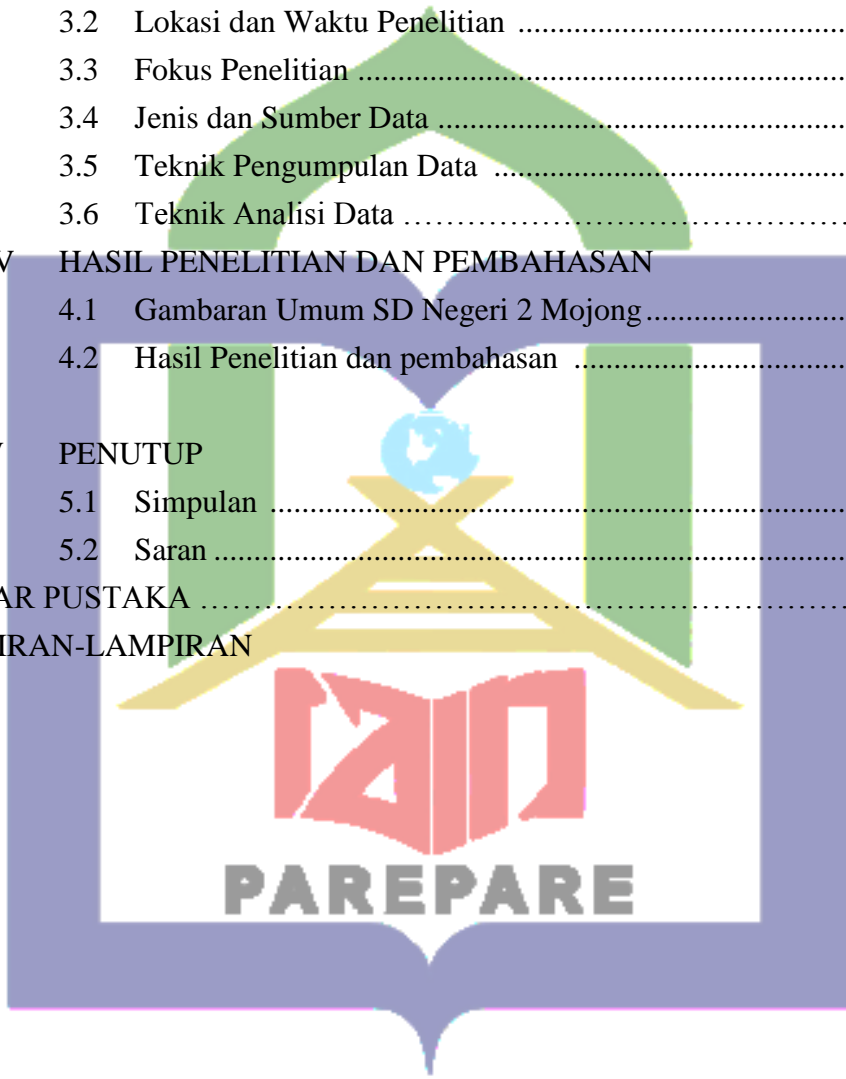 3.2 Lokasi dan Waktu Penelitian ........................................
3.3 Fokus Penelitian ............................................................
3.4 Jenis dan Sumber Data ...................................................
3.5 Teknik Pengumpulan Data ...........................................
3.6 Teknik Analisi Data ……………………………………
V HASIL PENELITIAN DAN PEMBAHASAN
4.1 Gambaran Umum SD Negeri 2 Mojong .........................
4.2 Hasil Penelitian dan pembahasan .................................
V PENUTUP
5.1 Simpulan .......................................................................
5.2 Saran ..............................................................................
AR PUSTAKA ……………………………………………………
IRAN-LAMPIRAN
iain
PAREPARE